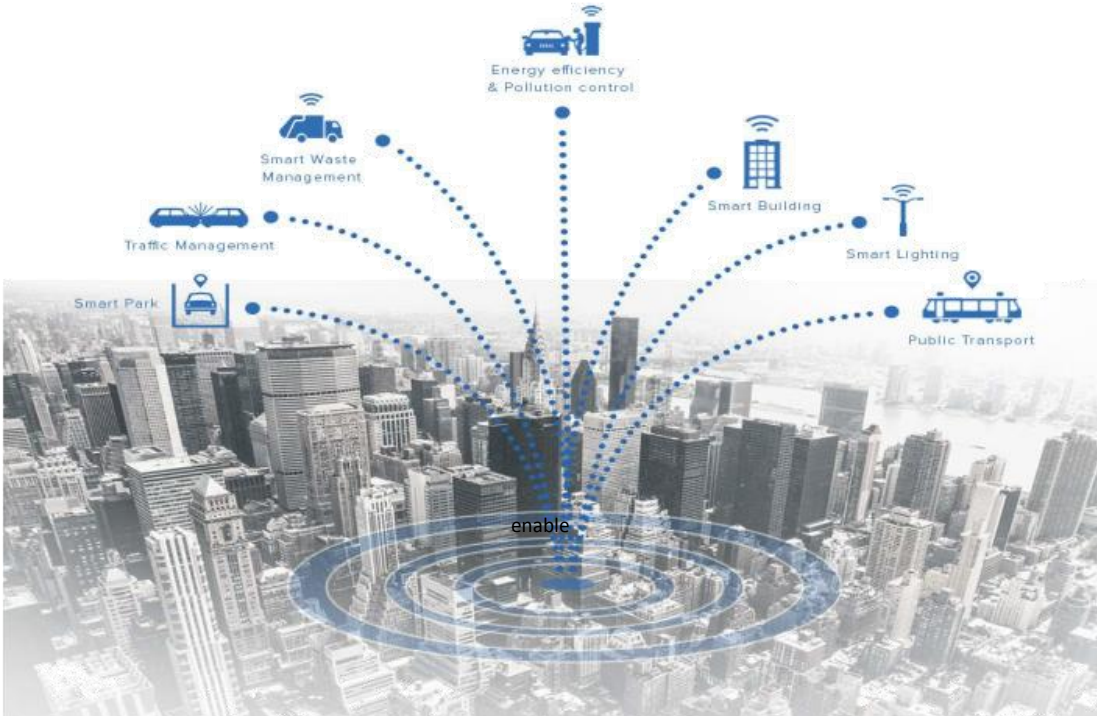 Energy efficiency
& Pollution control
Smart Waste
Management
Smart Building
Traffic Management
Smart Lighting
Smart Park
Public Transport
enable